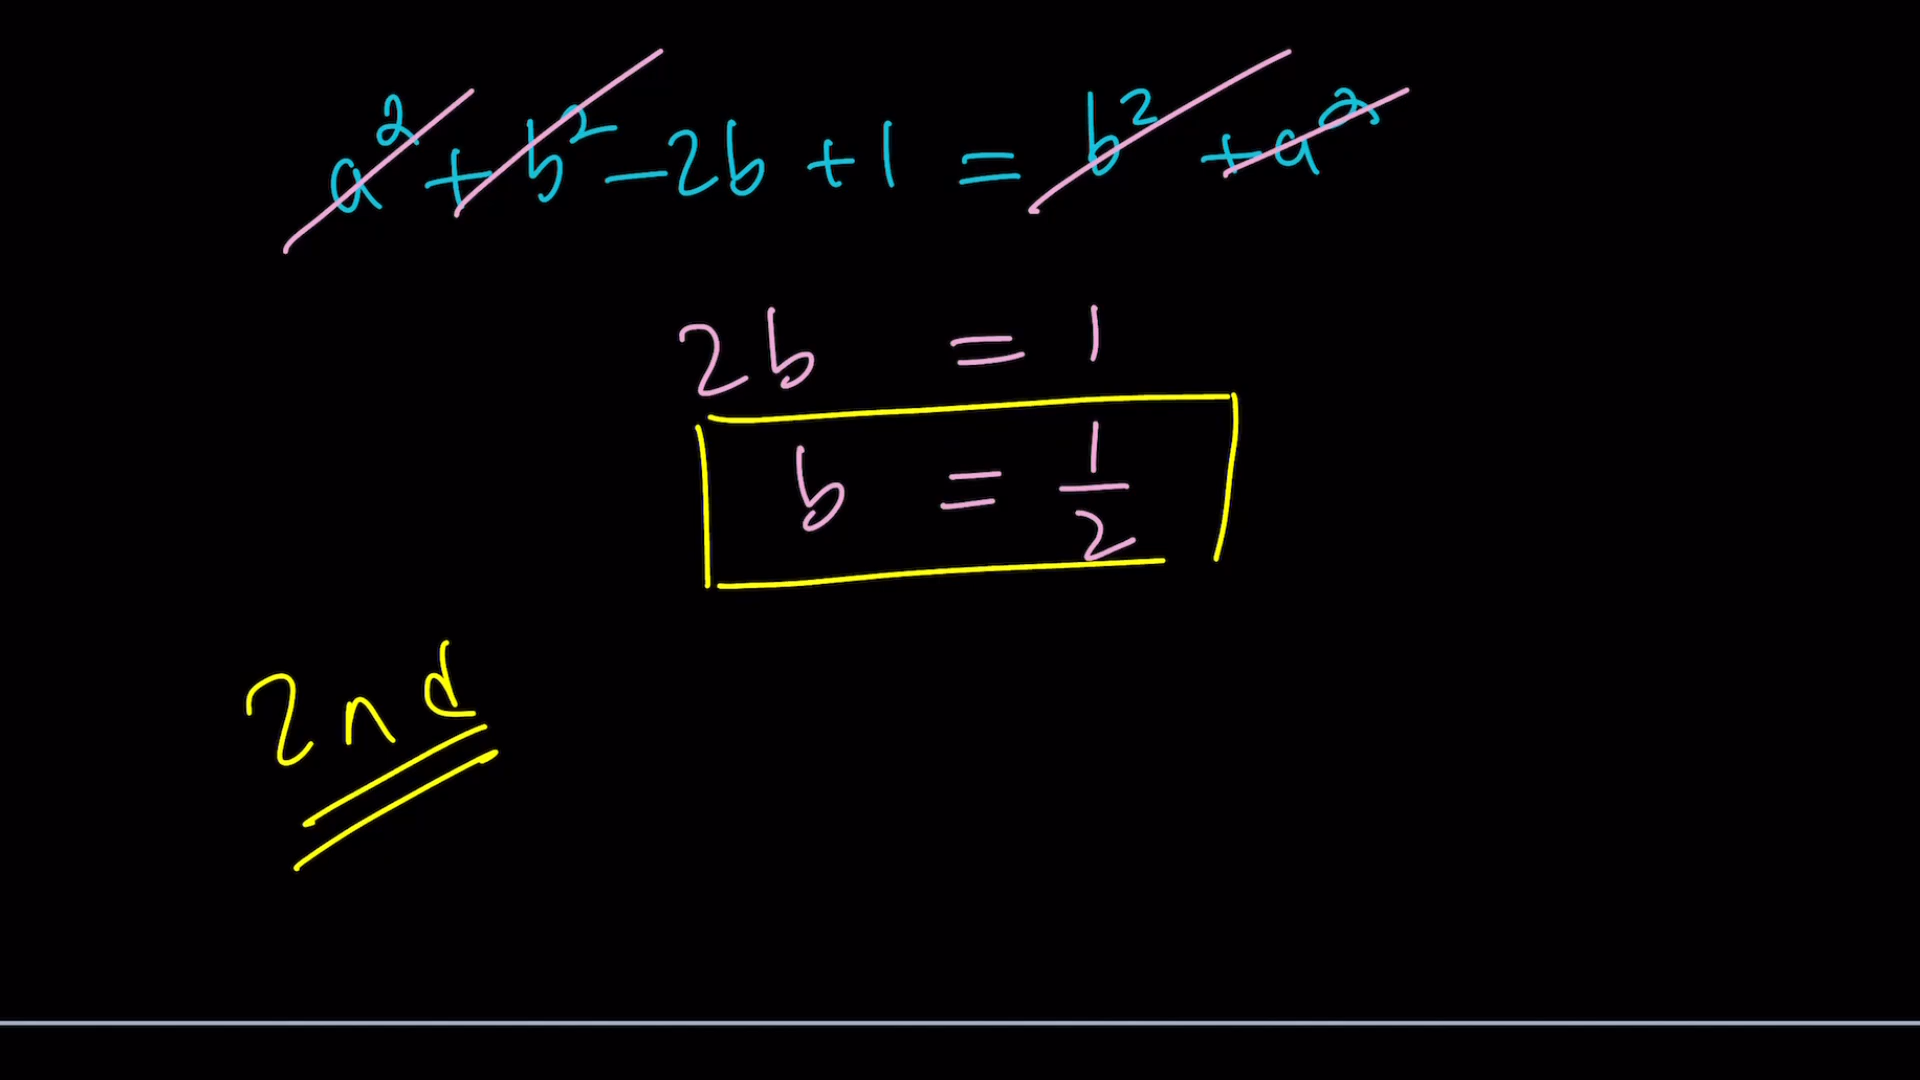 a² + b² – 2b + 1 = b² + a²
2b = 1
b = 1/2
2nd